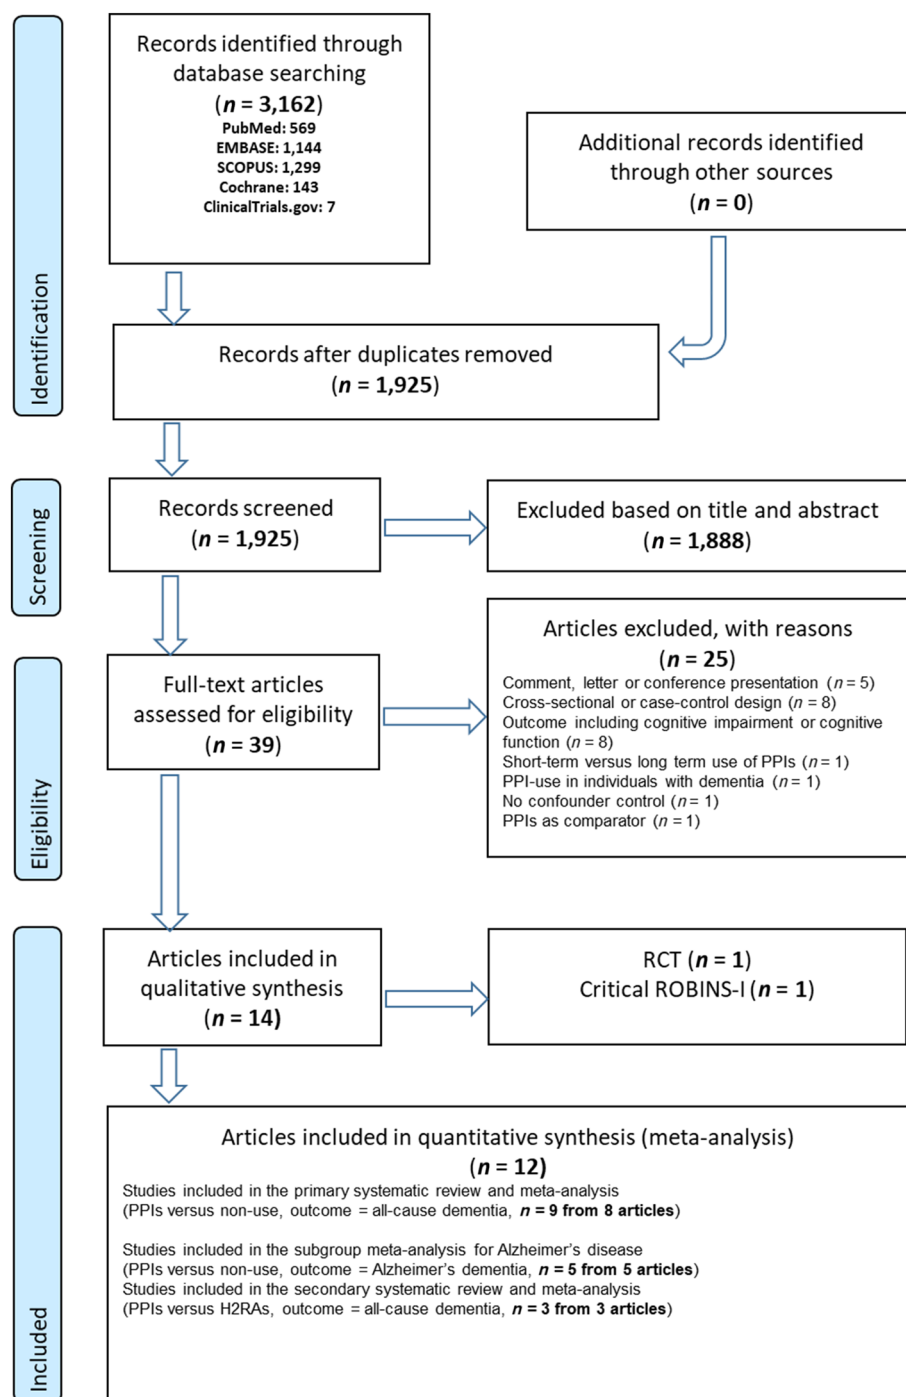 Records identified through
database searching
(n = 3,162)
PubMed: 569
EMBASE: 1,144
SCOPUS: 1,299
Cochrane: 143
ClinicalTrials.gov: 7
Additional records identified
through other sources
(n = 0)
Identification
Records after duplicates removed
(n = 1,925)
Screening
Records screened
(n = 1,925)
Excluded based on title and abstract
(n = 1,888)
Eligibility
Full-text articles
assessed for eligibility
(n = 39)
Articles excluded, with reasons
(n = 25)
Comment, letter or conference presentation (n = 5)
Cross-sectional or case-control design (n = 8)
Outcome including cognitive impairment or cognitive
function (n = 8)
Short-term versus long term use of PPIs (n = 1)
PPI-use in individuals with dementia (n = 1)
No confounder control (n = 1)
PPIs as comparator (n = 1)
Included
Articles included in
qualitative synthesis
(n = 14)
RCT (n = 1)
Critical ROBINS-I (n = 1)
Articles included in quantitative synthesis (meta-analysis)
(n = 12)
Studies included in the primary systematic review and meta-analysis
(PPIs versus non-use, outcome = all-cause dementia, n = 9 from 8 articles)
Studies included in the subgroup meta-analysis for Alzheimer's disease
(PPIs versus non-use, outcome = Alzheimer's dementia, n = 5 from 5 articles)
Studies included in the secondary systematic review and meta-analysis
(PPIs versus H2RAs, outcome = all-cause dementia, n = 3 from 3 articles)